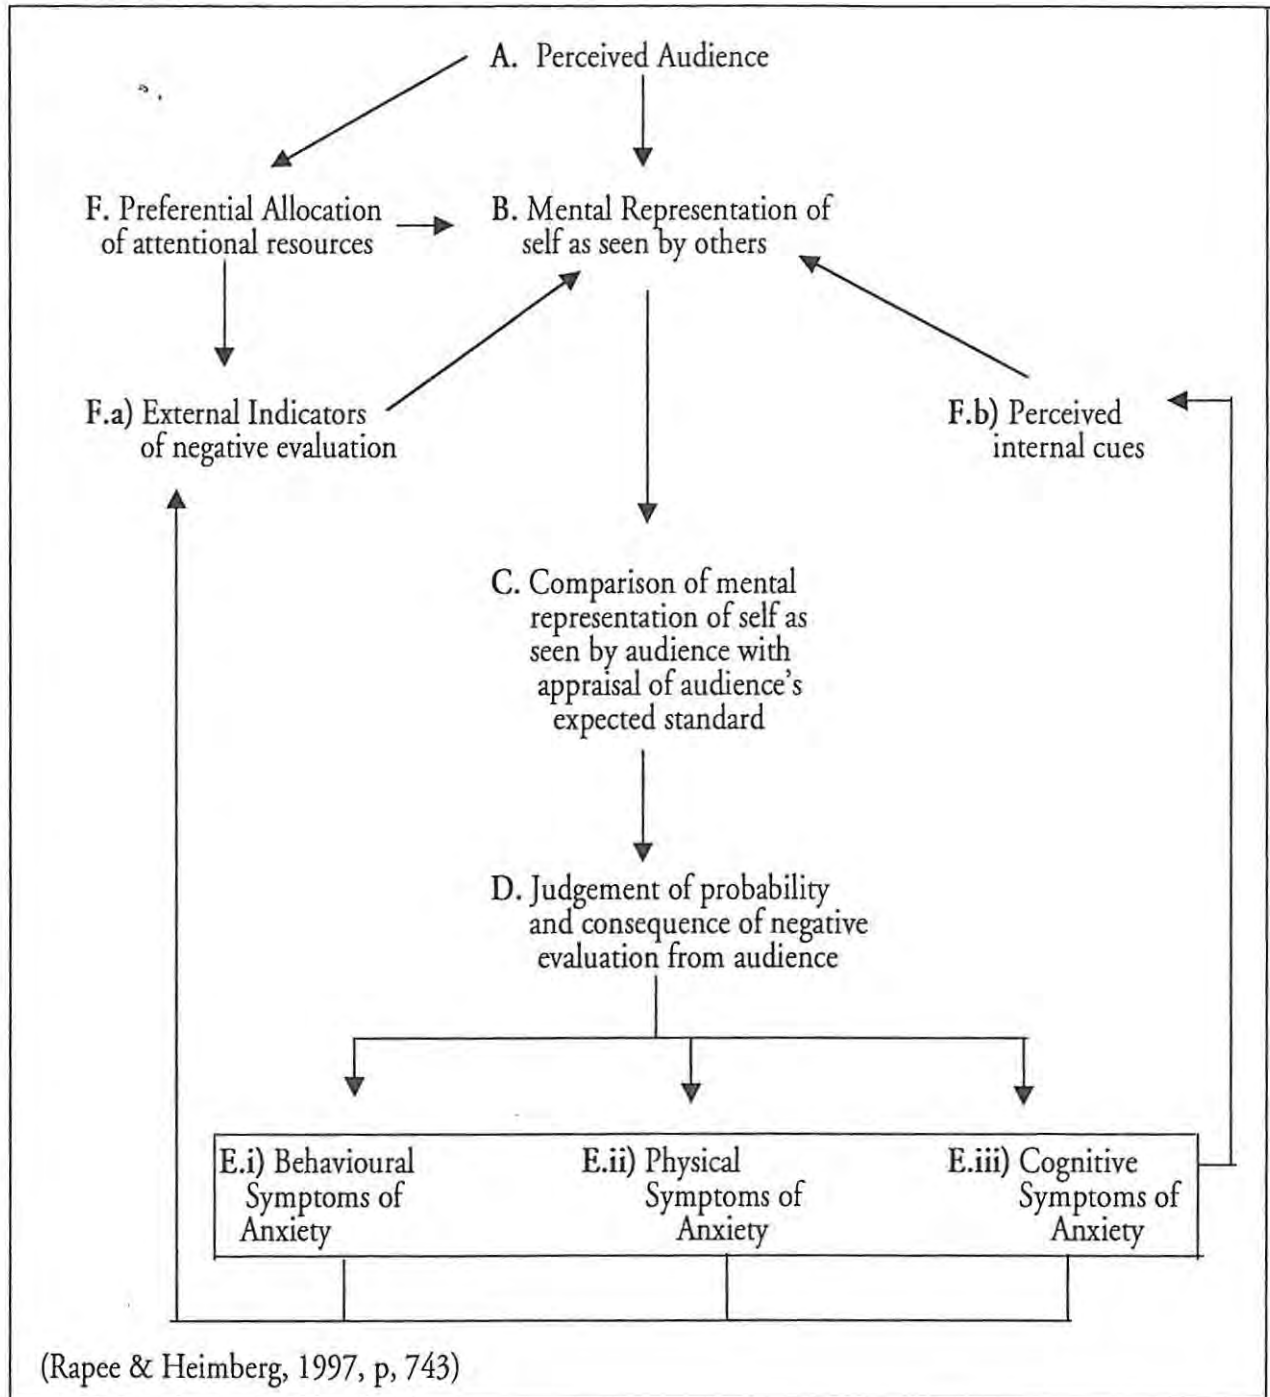 A. Perceived Audience
F. Preferential Allocation
of attentional resources
B. Mental Representation of
self as seen by others
F.a) External Indicators
of negative evaluation
F.b) Perceived
internal cues
C. Comparison of mental
representation of self as
seen by audience with
appraisal of audience's
expected standard
D. Judgement of probability
and consequence of negative
evaluation from audience
E.i) Behavioural
Symptoms of
Anxiety
E.ii) Physical
Symptoms of
Anxiety
E.iii) Cognitive
Symptoms of
Anxiety
(Rapee & Heimberg, 1997, p, 743)